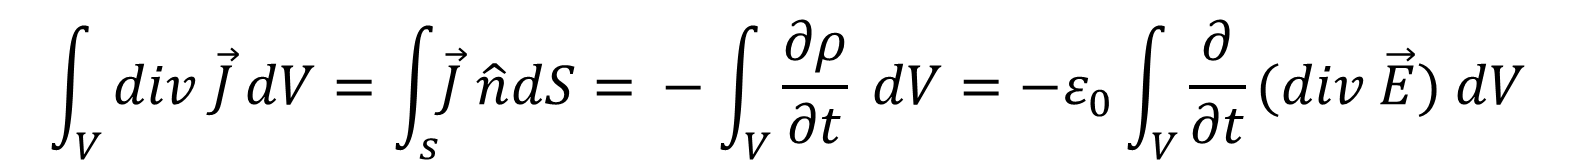 ∫_V div J⃗ dV = ∫_s J⃗ n̂ dS = − ∫_V ∂ρ/∂t dV = −ε₀ ∫_V ∂/∂t (div E⃗) dV